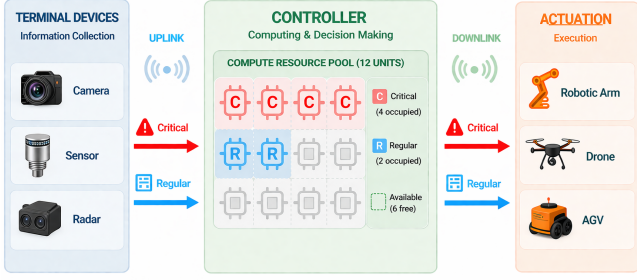 TERMINAL DEVICES
Information Collection
Camera
Sensor
Radar
UPLINK
Critical
Regular
CONTROLLER
Computing & Decision Making
COMPUTE RESOURCE POOL (12 UNITS)
C C C C
R R
C Critical
(4 occupied)
R Regular
(2 occupied)
Available
(6 free)
DOWNLINK
Critical
Regular
ACTUATION
Execution
Robotic Arm
Drone
AGV